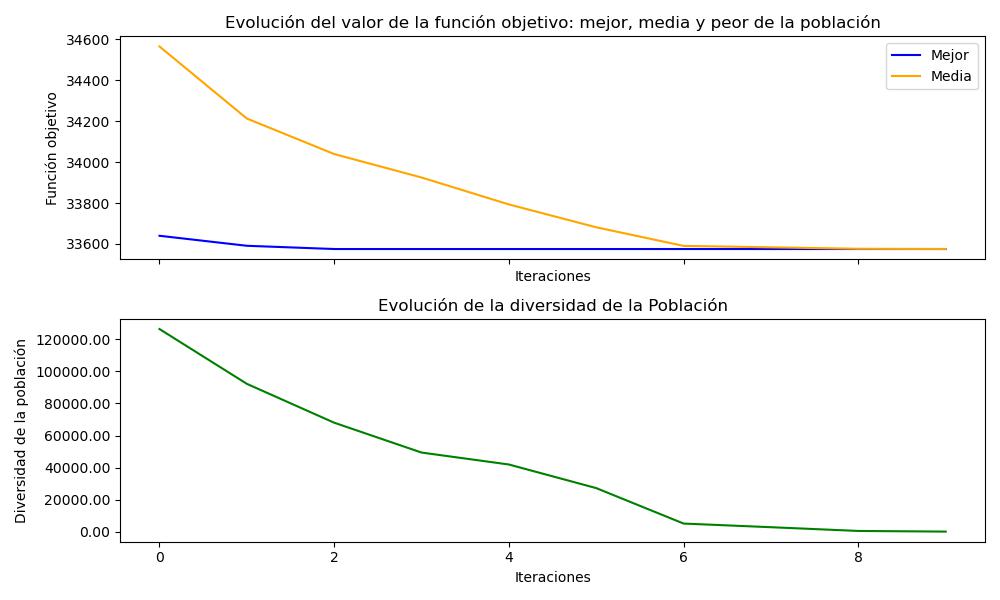 Evolución del valor de la función objetivo: mejor, media y peor de la población
34600
34400
34200
34000
33800
33600
Función objetivo
Mejor
Media
Iteraciones
Evolución de la diversidad de la Población
120000.00
100000.00
80000.00
60000.00
40000.00
20000.00
0.00
Diversidad de la población
0 2 4 6 8
Iteraciones